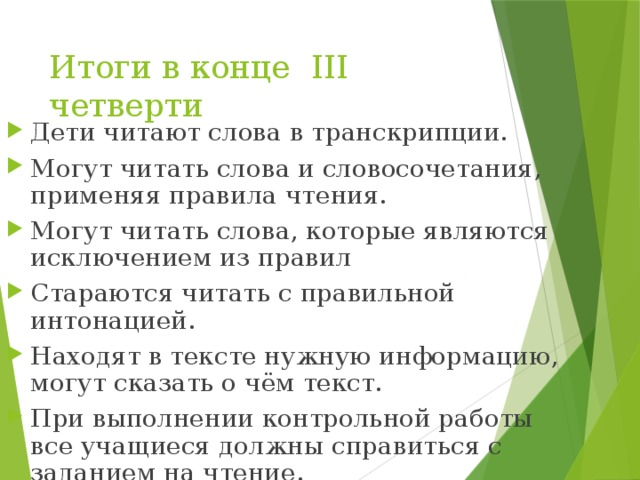 Итоги в конце III
четверти
Дети читают слова в транскрипции.
Могут читать слова и словосочетания,
применяя правила чтения.
Могут читать слова, которые являются
исключением из правил
Стараются читать с правильной
интонацией.
Находят в тексте нужную информацию,
могут сказать о чём текст.
При выполнении контрольной работы
все учащиеся должны справиться с
заданием на чтение.